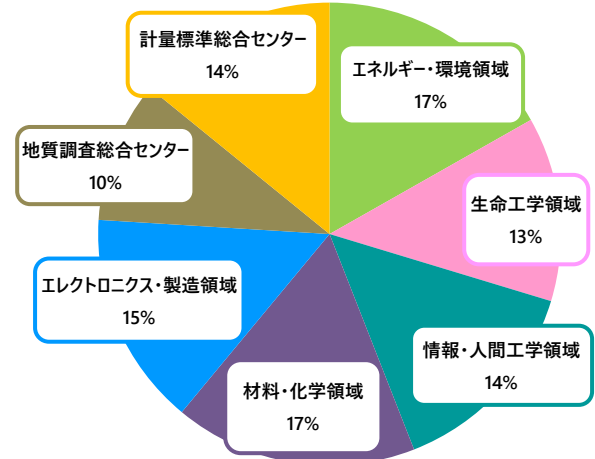 計量標準総合センター
14%
エネルギー・環境領域
17%
地質調査総合センター
10%
生命工学領域
13%
エレクトロニクス・製造領域
15%
情報・人間工学領域
14%
材料・化学領域
17%